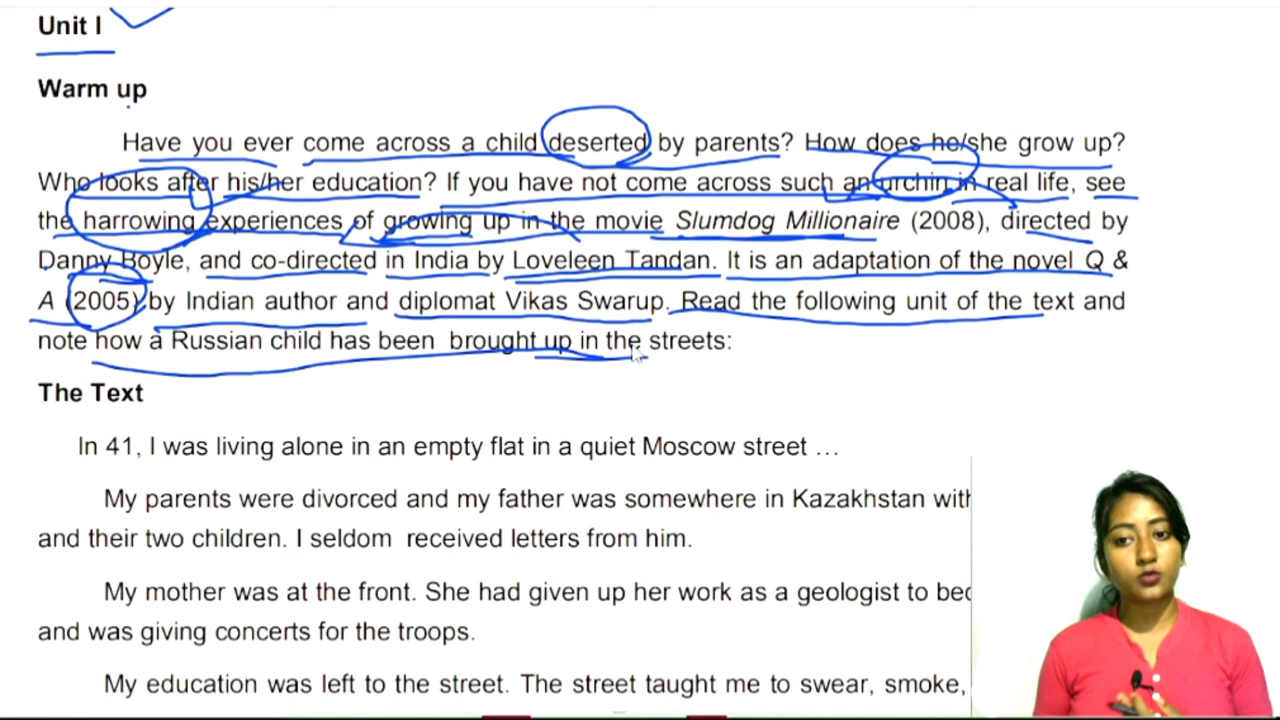 Unit I
Warm up
Have you ever come across a child deserted by parents? How does he/she grow up?
Who looks after his/her education? If you have not come across such an urchin in real life, see
the harrowing experiences of growing up in the movie Slumdog Millionaire (2008), directed by
Danny Boyle, and co-directed in India by Loveleen Tandan. It is an adaptation of the novel Q &
A (2005) by Indian author and diplomat Vikas Swarup. Read the following unit of the text and
note how a Russian child has been brought up in the streets:
The Text
In 41, I was living alone in an empty flat in a quiet Moscow street ...
My parents were divorced and my father was somewhere in Kazakhstan
and their two children. I seldom received letters from him.
My mother was at the front. She had given up her work as a geologist to
and was giving concerts for the troops.
My education was left to the street. The street taught me to swear, smoke,